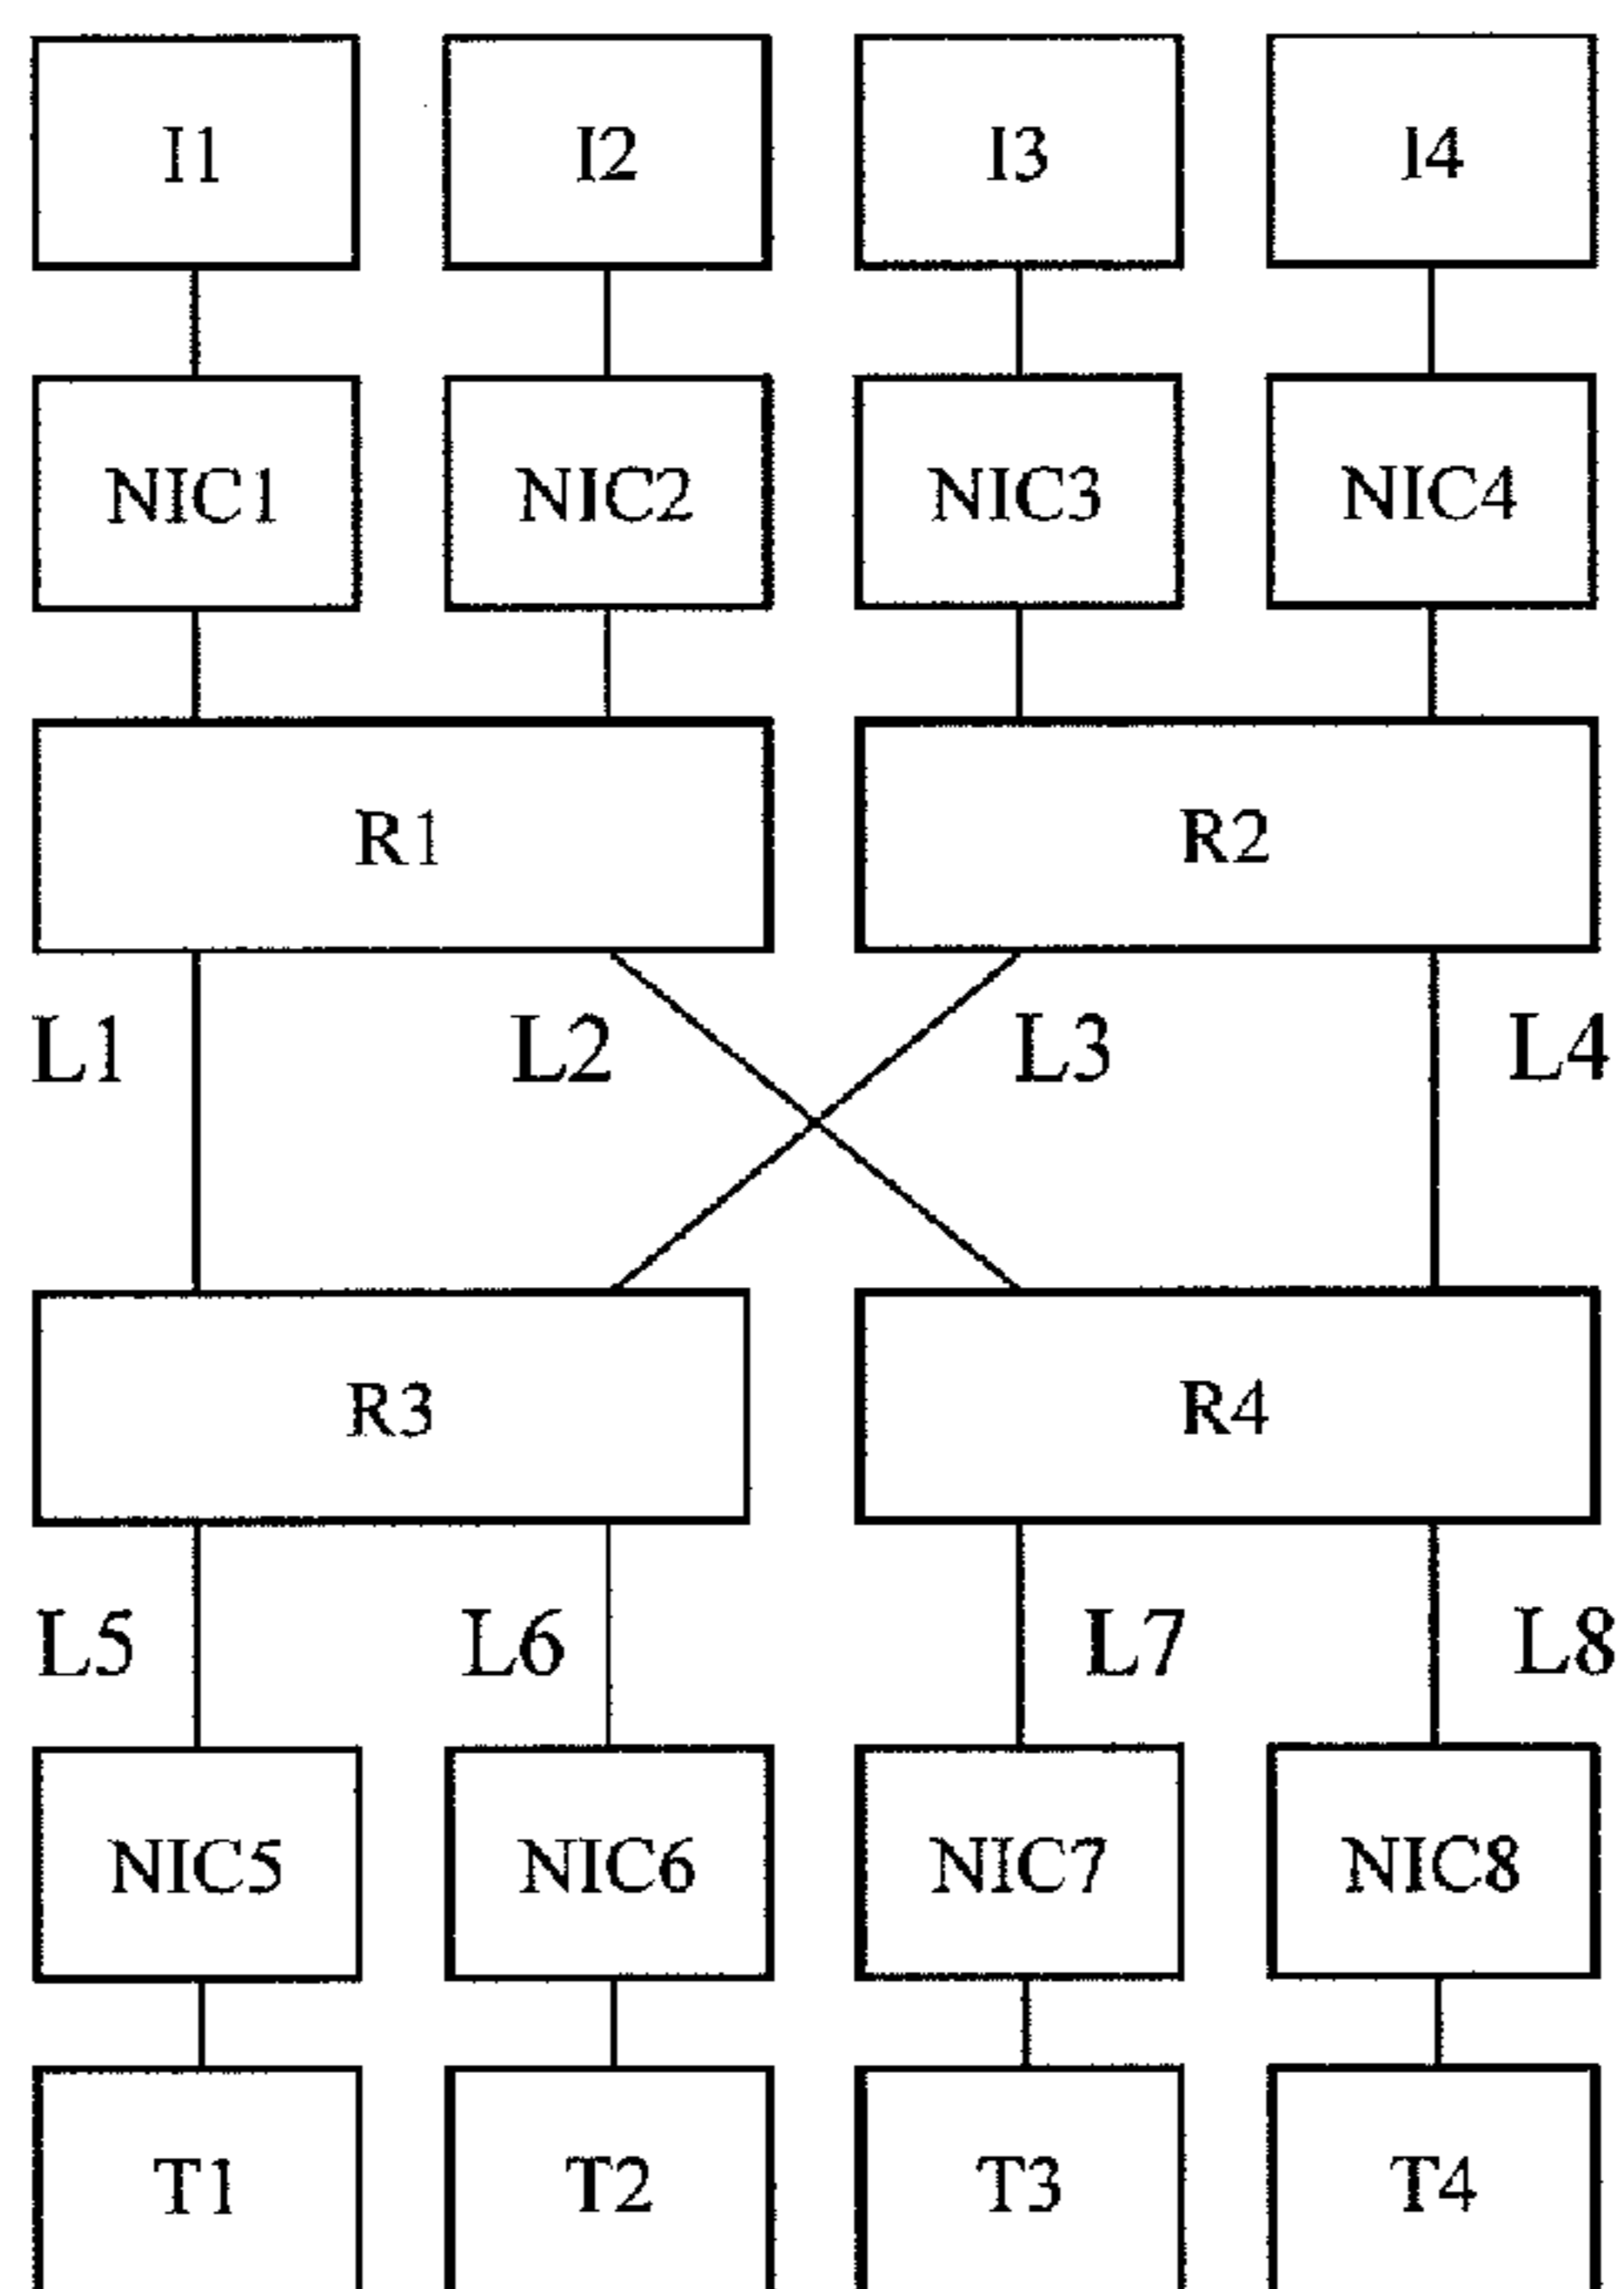 I1 I2 I3 I4
NIC1 NIC2 NIC3 NIC4
R1 R2
L1 L2 L3 L4
R3 R4
L5 L6 L7 L8
NIC5 NIC6 NIC7 NIC8
T1 T2 T3 T4